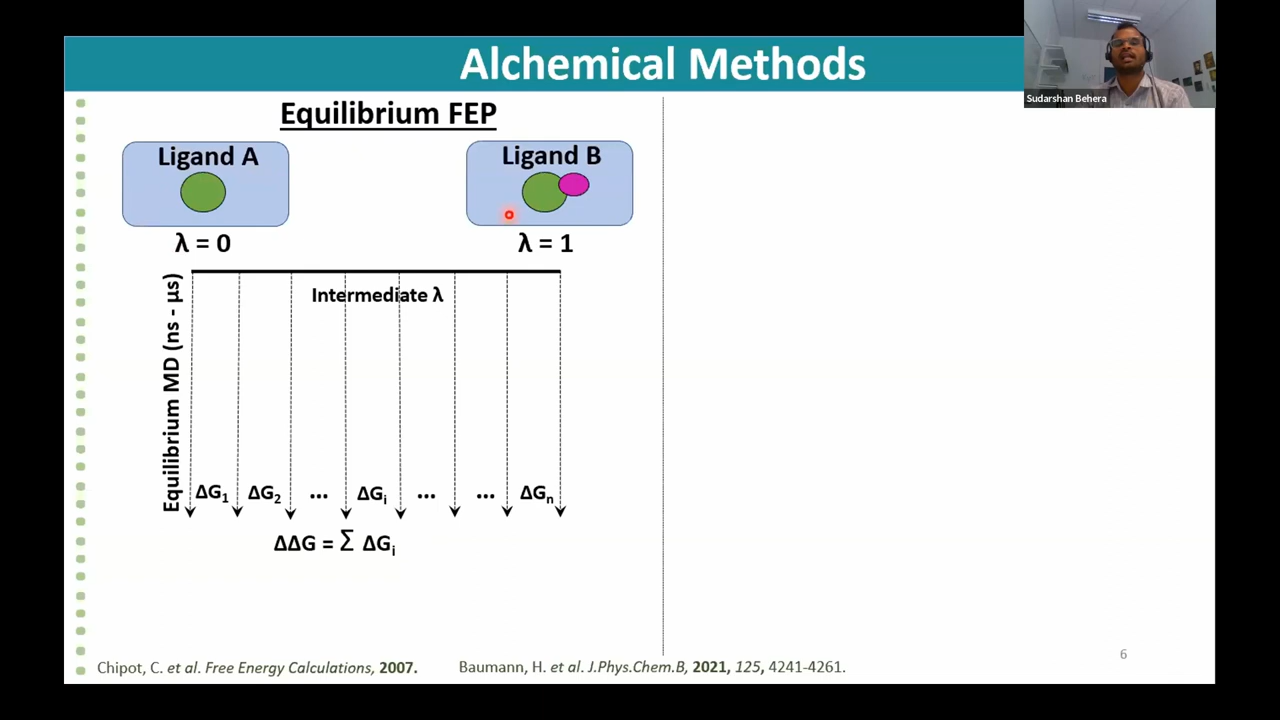 Alchemical Methods
Sudarshan Behera
Equilibrium FEP
Ligand A
Ligand B
λ = 0
λ = 1
Equilibrium MD (ns - μs)
Intermediate λ
ΔG₁ ΔG₂ ... ΔGᵢ ... ... ΔGₙ
ΔΔG = Σ ΔGᵢ
6
Chipot, C. et al. Free Energy Calculations, 2007. Baumann, H. et al. J.Phys.Chem.B, 2021, 125, 4241-4261.